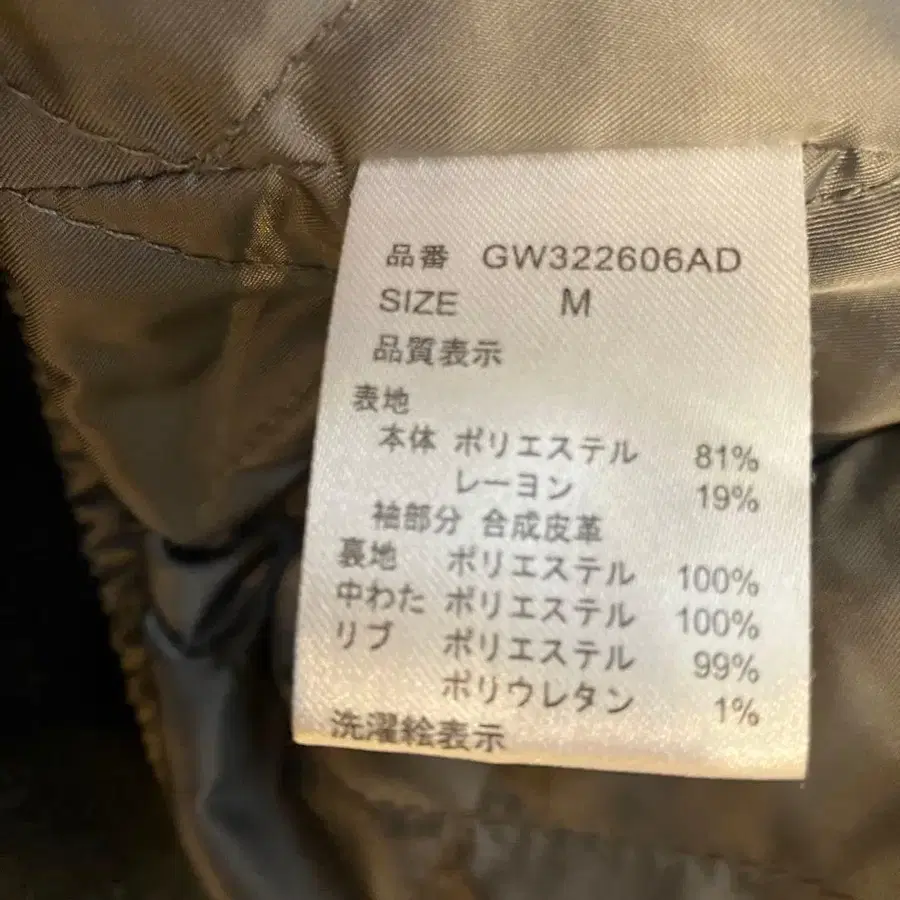 品番 GW322606AD
SIZE M
品質表示
表地
本体 ポリエステル 81%
レーヨン 19%
袖部分 合成皮革
裏地 ポリエステル 100%
中わた ポリエステル 100%
リブ ポリエステル 99%
ポリウレタン 1%
洗濯絵表示